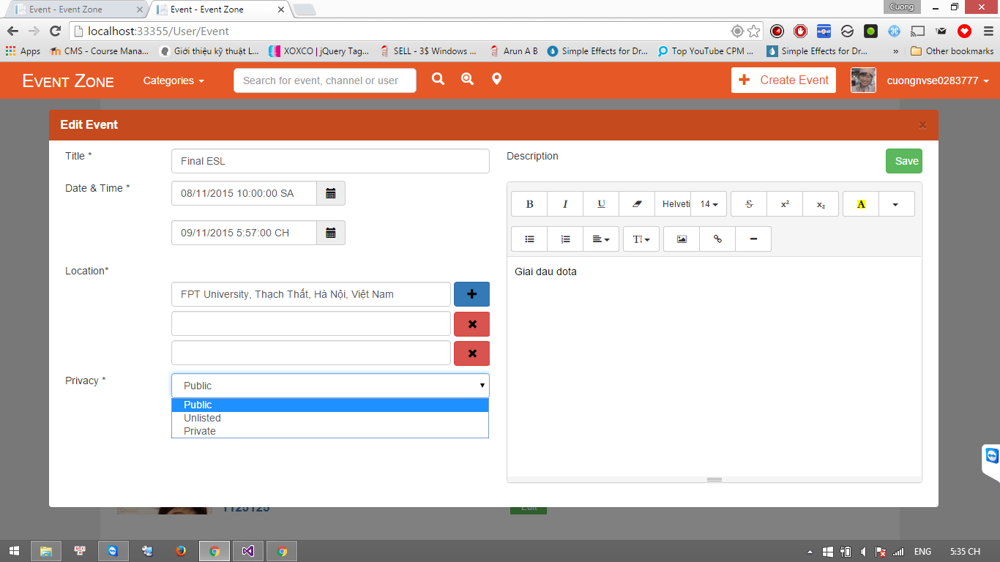 Event - Event Zone
Event - Event Zone
Cuong
localhost:33355/User/Event
Apps
CMS - Course Mana...
Giới thiệu kỹ thuật L...
XOXCO | jQuery Tag...
SELL - 3$ Windows ...
Arun A B
Simple Effects for Dr...
Top YouTube CPM ...
Simple Effects for Dr...
»
Other bookmarks
EVENT ZONE
Categories
Search for event, channel or user
Create Event
cuongnvse0283777
Edit Event
×
Title *
Final ESL
Date & Time *
08/11/2015 10:00:00 SA
09/11/2015 5:57:00 CH
Location*
FPT University, Thạch Thất, Hà Nội, Việt Nam
Privacy *
Public
Public
Unlisted
Private
Description
Save
B I U Helveti 14 S x² x₂ A
T
Giai dau dota
1125125
Edit
ENG
5:35 CH